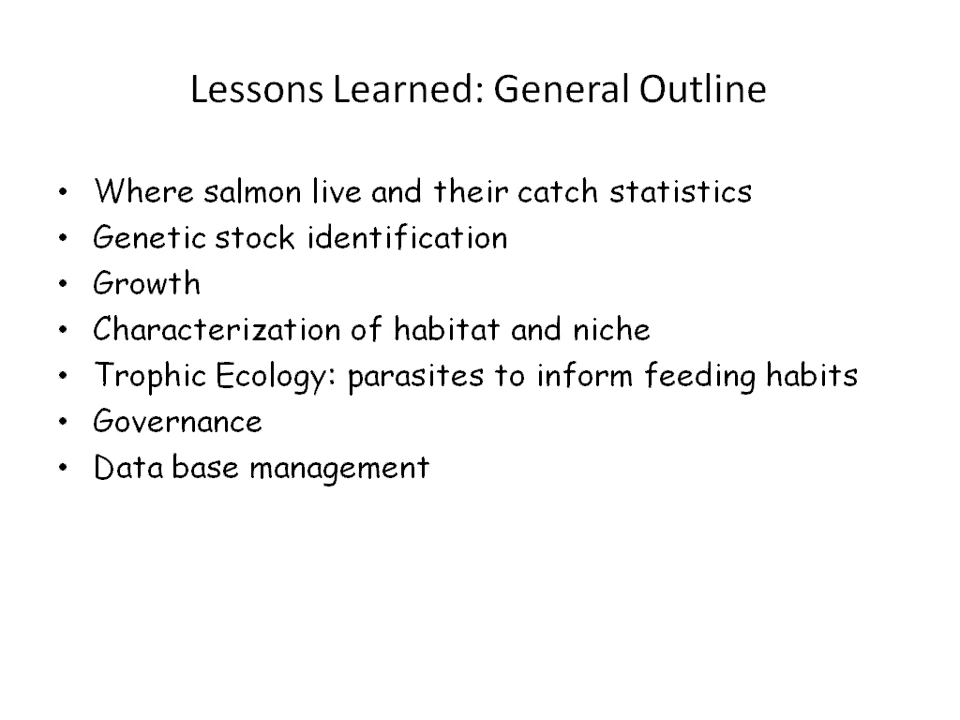 Lessons Learned: General Outline
• Where salmon live and their catch statistics
• Genetic stock identification
• Growth
• Characterization of habitat and niche
• Trophic Ecology: parasites to inform feeding habits
• Governance
• Data base management